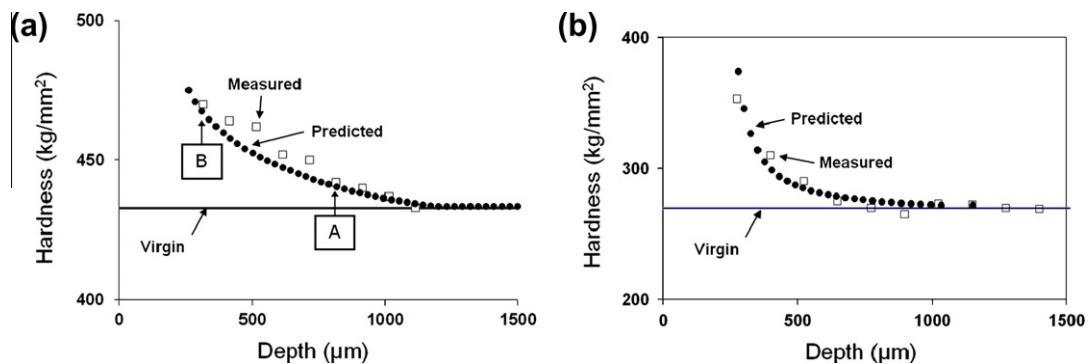 (a)
500
450
400
Hardness (kg/mm²)
Measured
Predicted
B
A
Virgin
0
500
1000
1500
Depth (µm)
(b)
400
300
200
Hardness (kg/mm²)
Predicted
Measured
Virgin
0
500
1000
1500
Depth (µm)